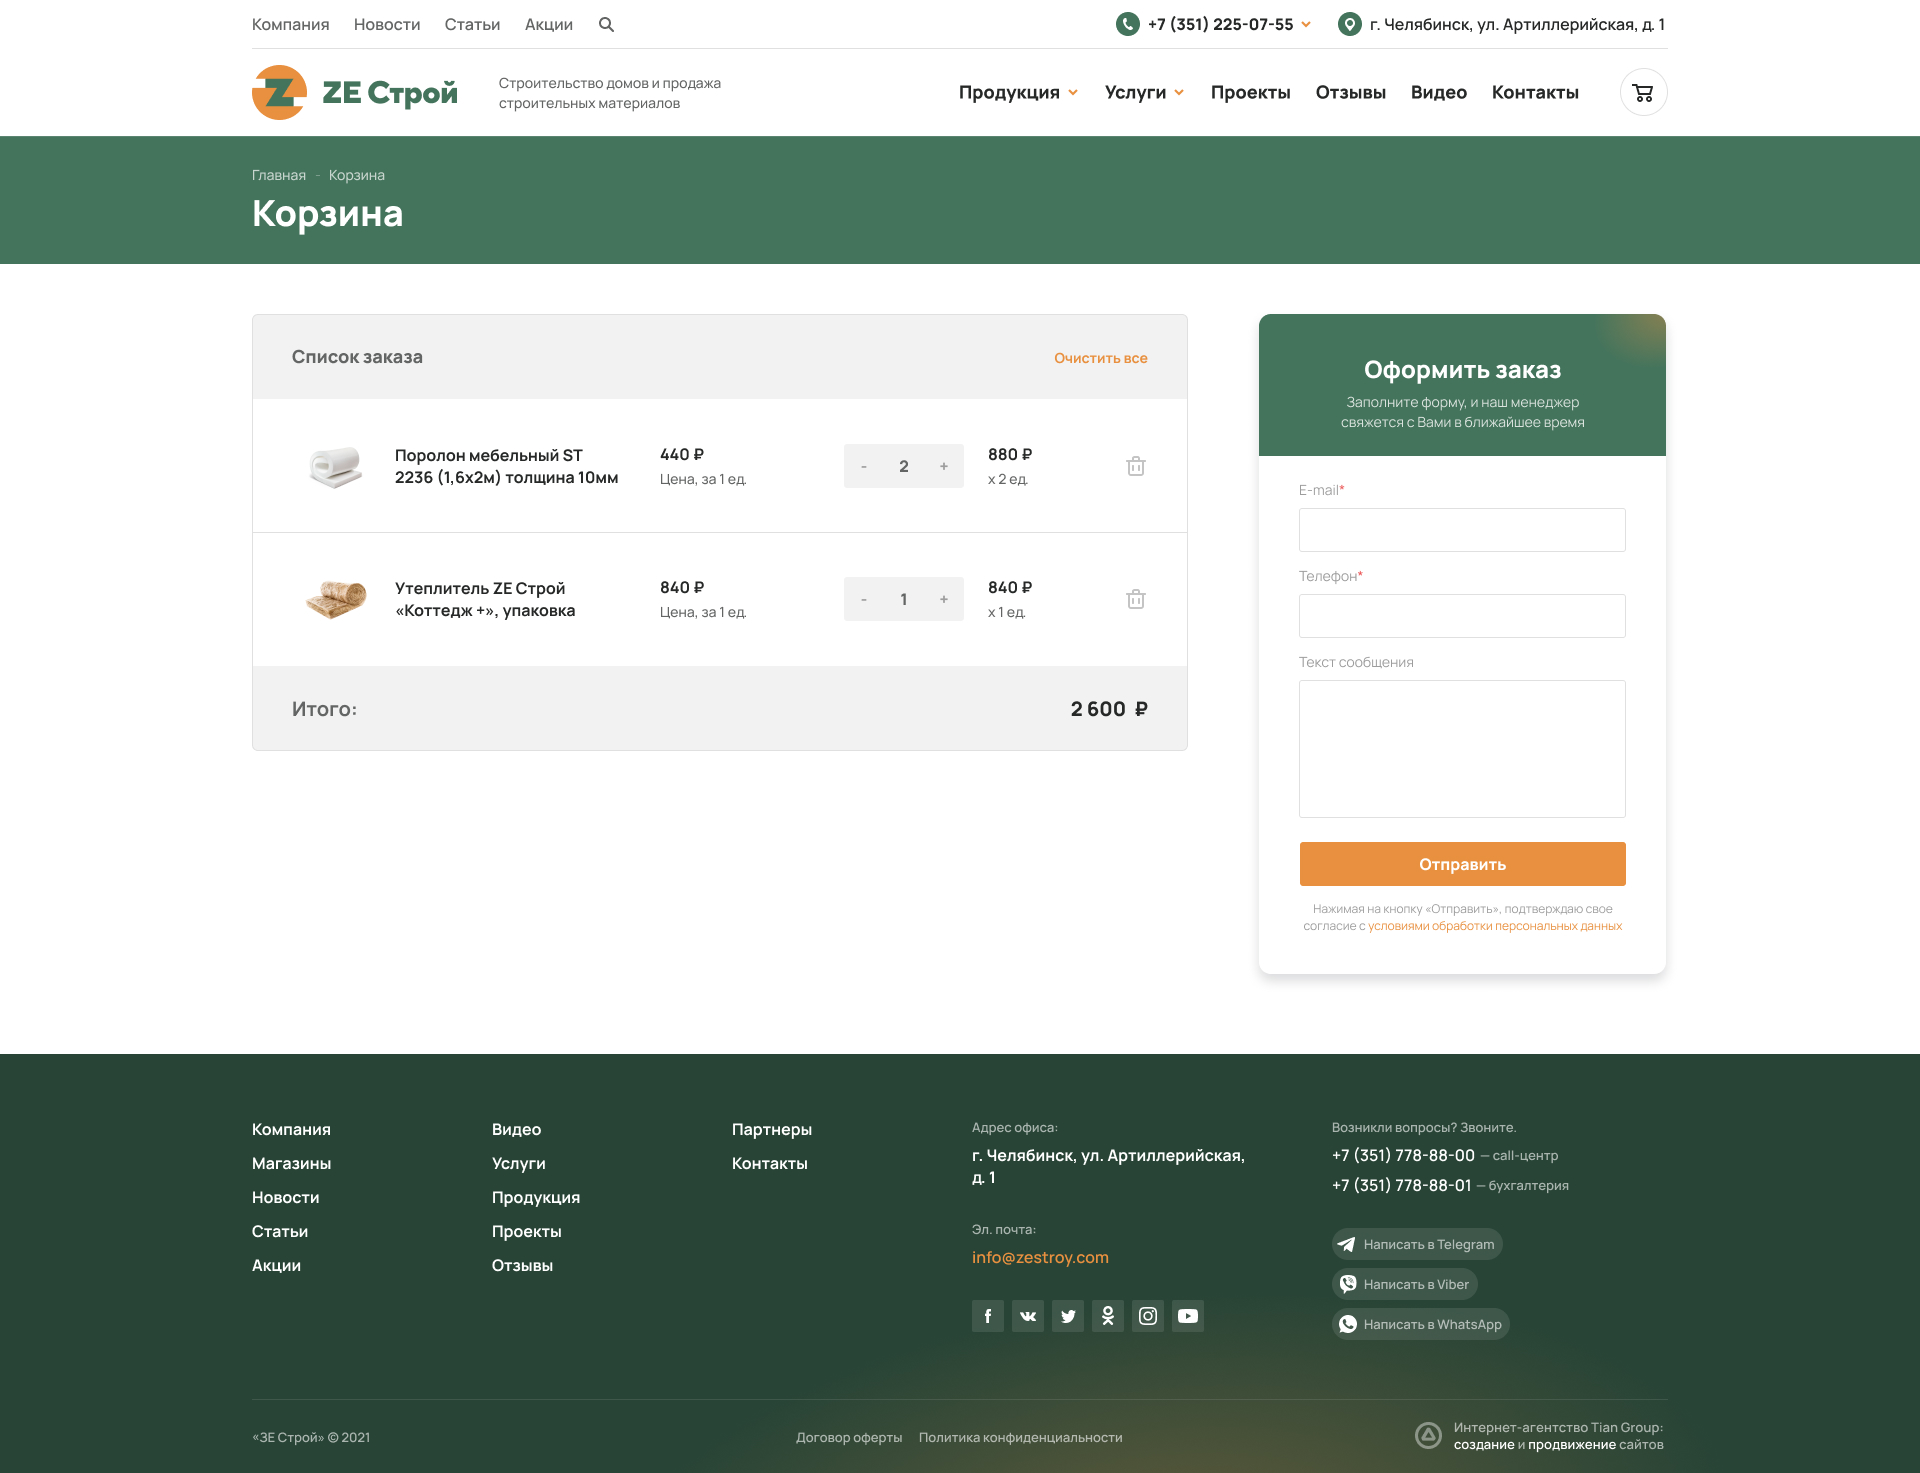 Компания Новости Статьи Акции +7 (351) 225-07-55 г. Челябинск, ул. Артиллерийская, д. 1
ZE Строй
Строительство домов и продажа
строительных материалов
Продукция Услуги Проекты Отзывы Видео Контакты
Главная - Корзина
Корзина
Список заказа Очистить все
Поролон мебельный ST
2236 (1,6х2м) толщина 10мм
440 ₽
Цена, за 1 ед.
- 2 +
880 ₽
х 2 ед.
Утеплитель ZE Строй
«Коттедж +», упаковка
840 ₽
Цена, за 1 ед.
- 1 +
840 ₽
х 1 ед.
Итого: 2 600 ₽
Оформить заказ
Заполните форму, и наш менеджер
свяжется с Вами в ближайшее время
E-mail*
Телефон*
Текст сообщения
Отправить
Нажимая на кнопку «Отправить», подтверждаю свое
согласие с условиями обработки персональных данных
Компания
Магазины
Новости
Статьи
Акции
Видео
Услуги
Продукция
Проекты
Отзывы
Партнеры
Контакты
Адрес офиса:
г. Челябинск, ул. Артиллерийская,
д. 1
Эл. почта:
info@zestroy.com
Возникли вопросы? Звоните.
+7 (351) 778-88-00 — call-центр
+7 (351) 778-88-01 — бухгалтерия
Написать в Telegram
Написать в Viber
Написать в WhatsApp
«ЗЕ Строй» © 2021
Договор оферты Политика конфиденциальности
Интернет-агентство Tian Group:
создание и продвижение сайтов